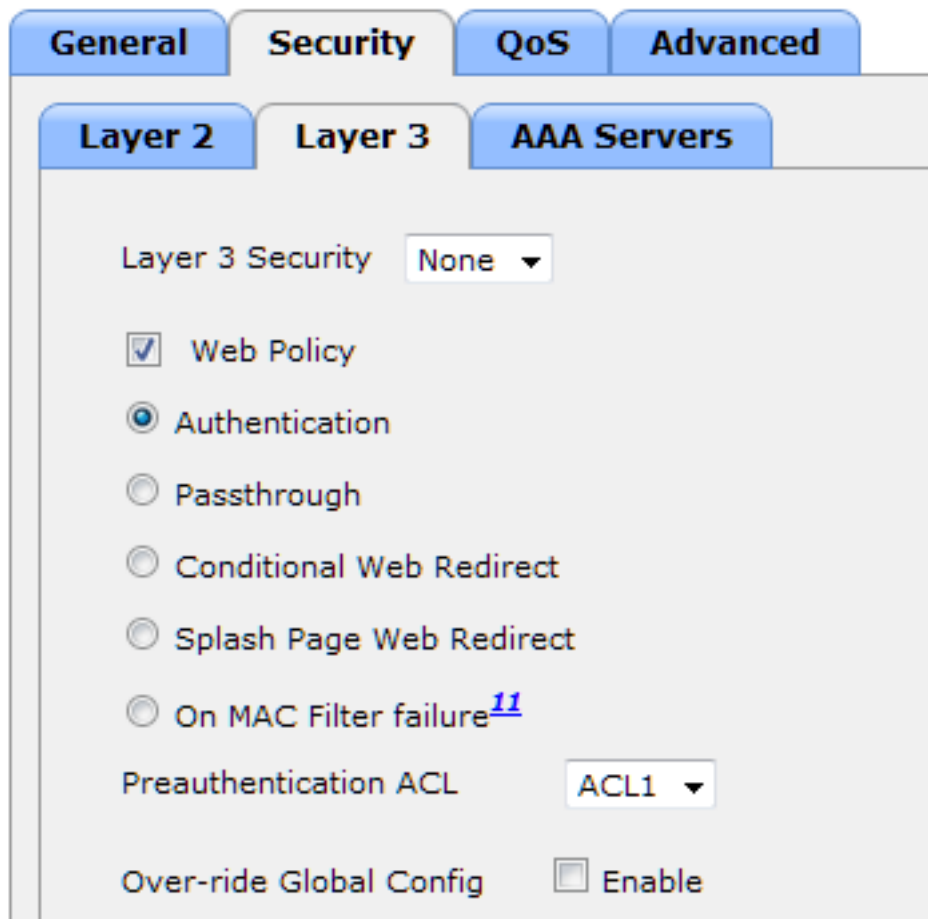 General Security QoS Advanced
Layer 2 Layer 3 AAA Servers
Layer 3 Security None
Web Policy
Authentication
Passthrough
Conditional Web Redirect
Splash Page Web Redirect
On MAC Filter failure11
Preauthentication ACL ACL1
Over-ride Global Config Enable